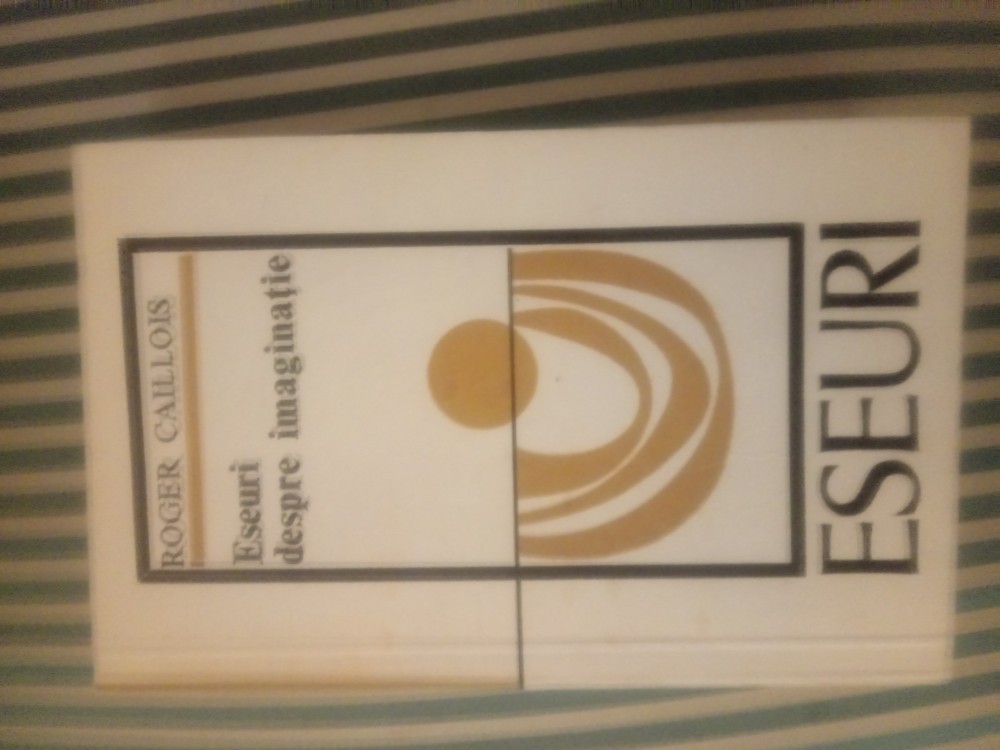 ROGER CAILLOIS
Eseuri
despre imaginație
ESEURI